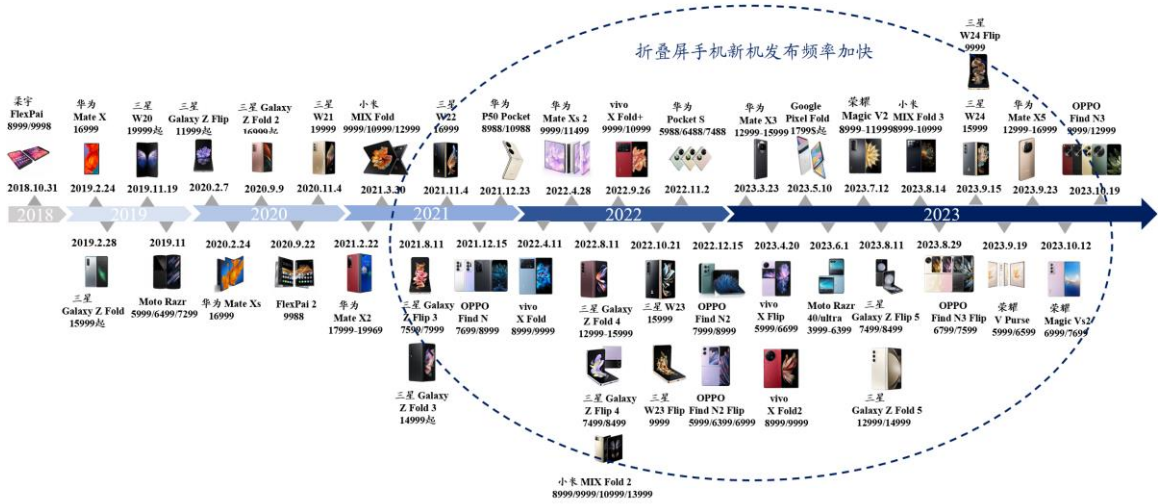 三星
W24 Flip
9999
折叠屏手机新机发布频率加快
柔宇
FlexPai
8999/9998
华为
Mate X
16999
三星
W20
19999起
三星
Galaxy Z Flip
11999起
三星 Galaxy
Z Fold 2
16999起
三星
W21
19999
小米
MIX Fold
9999/10999/12999
三星
W22
16999
华为
P50 Pocket
8988/10988
华为
Mate Xs 2
9999/11499
vivo
X Fold+
9999/10999
华为
Pocket S
5988/6488/7488
华为
Mate X3
12999-15999
Google
Pixel Fold
1799$起
荣耀
Magic V2
8999-11999
小米
MIX Fold 3
8999-10999
三星
W24
15999
华为
Mate X5
12999-16999
OPPO
Find N3
9999/12999
2018.10.31
2019.2.24
2019.11.19
2020.2.7
2020.9.9
2020.11.4
2021.3.30
2021.11.4
2021.12.23
2022.4.28
2022.9.26
2022.11.2
2023.3.23
2023.5.10
2023.7.12
2023.8.14
2023.9.15
2023.9.23
2023.10.19
2018
2019
2020
2021
2022
2023
2019.2.28
2019.11
2020.2.24
2020.9.22
2021.2.22
2021.8.11
2021.12.15
2022.4.11
2022.8.11
2022.10.21
2022.12.15
2023.4.20
2023.6.1
2023.8.11
2023.8.29
2023.9.19
2023.10.12
三星
Galaxy Z Fold
15999起
Moto Razr
5999/6499/7299
华为 Mate Xs
16999
FlexPai 2
9988
华为
Mate X2
17999-19969
三星 Galaxy
Z Flip 3
7599/7999
OPPO
Find N
7699/8999
vivo
X Fold
8999/9999
三星 Galaxy
Z Fold 4
12999-15999
三星 W23
15999
OPPO
Find N2
7999/8999
vivo
X Flip
5999/6699
Moto Razr
40/ultra
3999-6399
三星
Galaxy Z Flip 5
7499/8499
OPPO
Find N3 Flip
6799/7599
荣耀
V Purse
5999/6599
荣耀
Magic Vs2
6999/7699
三星 Galaxy
Z Fold 3
14999起
三星 Galaxy
Z Flip 4
7499/8499
三星
W23 Flip
9999
OPPO
Find N2 Flip
5999/6399/6999
vivo
X Fold2
8999/9999
三星
Galaxy Z Fold 5
12999/14999
小米 MIX Fold 2
8999/9999/10999/13999